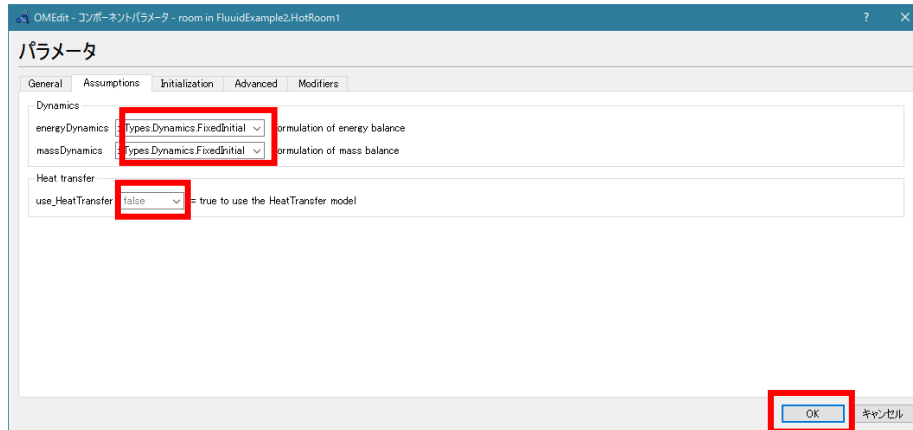 OMEdit - コンポーネントパラメータ - room in FluuidExample2.HotRoom1
パラメータ
General Assumptions Initialization Advanced Modifiers
Dynamics
energyDynamics Types.Dynamics.FixedInitial ormulation of energy balance
massDynamics Types.Dynamics.FixedInitial ormulation of mass balance
Heat transfer
use_HeatTransfer false = true to use the HeatTransfer model
OK キャンセル